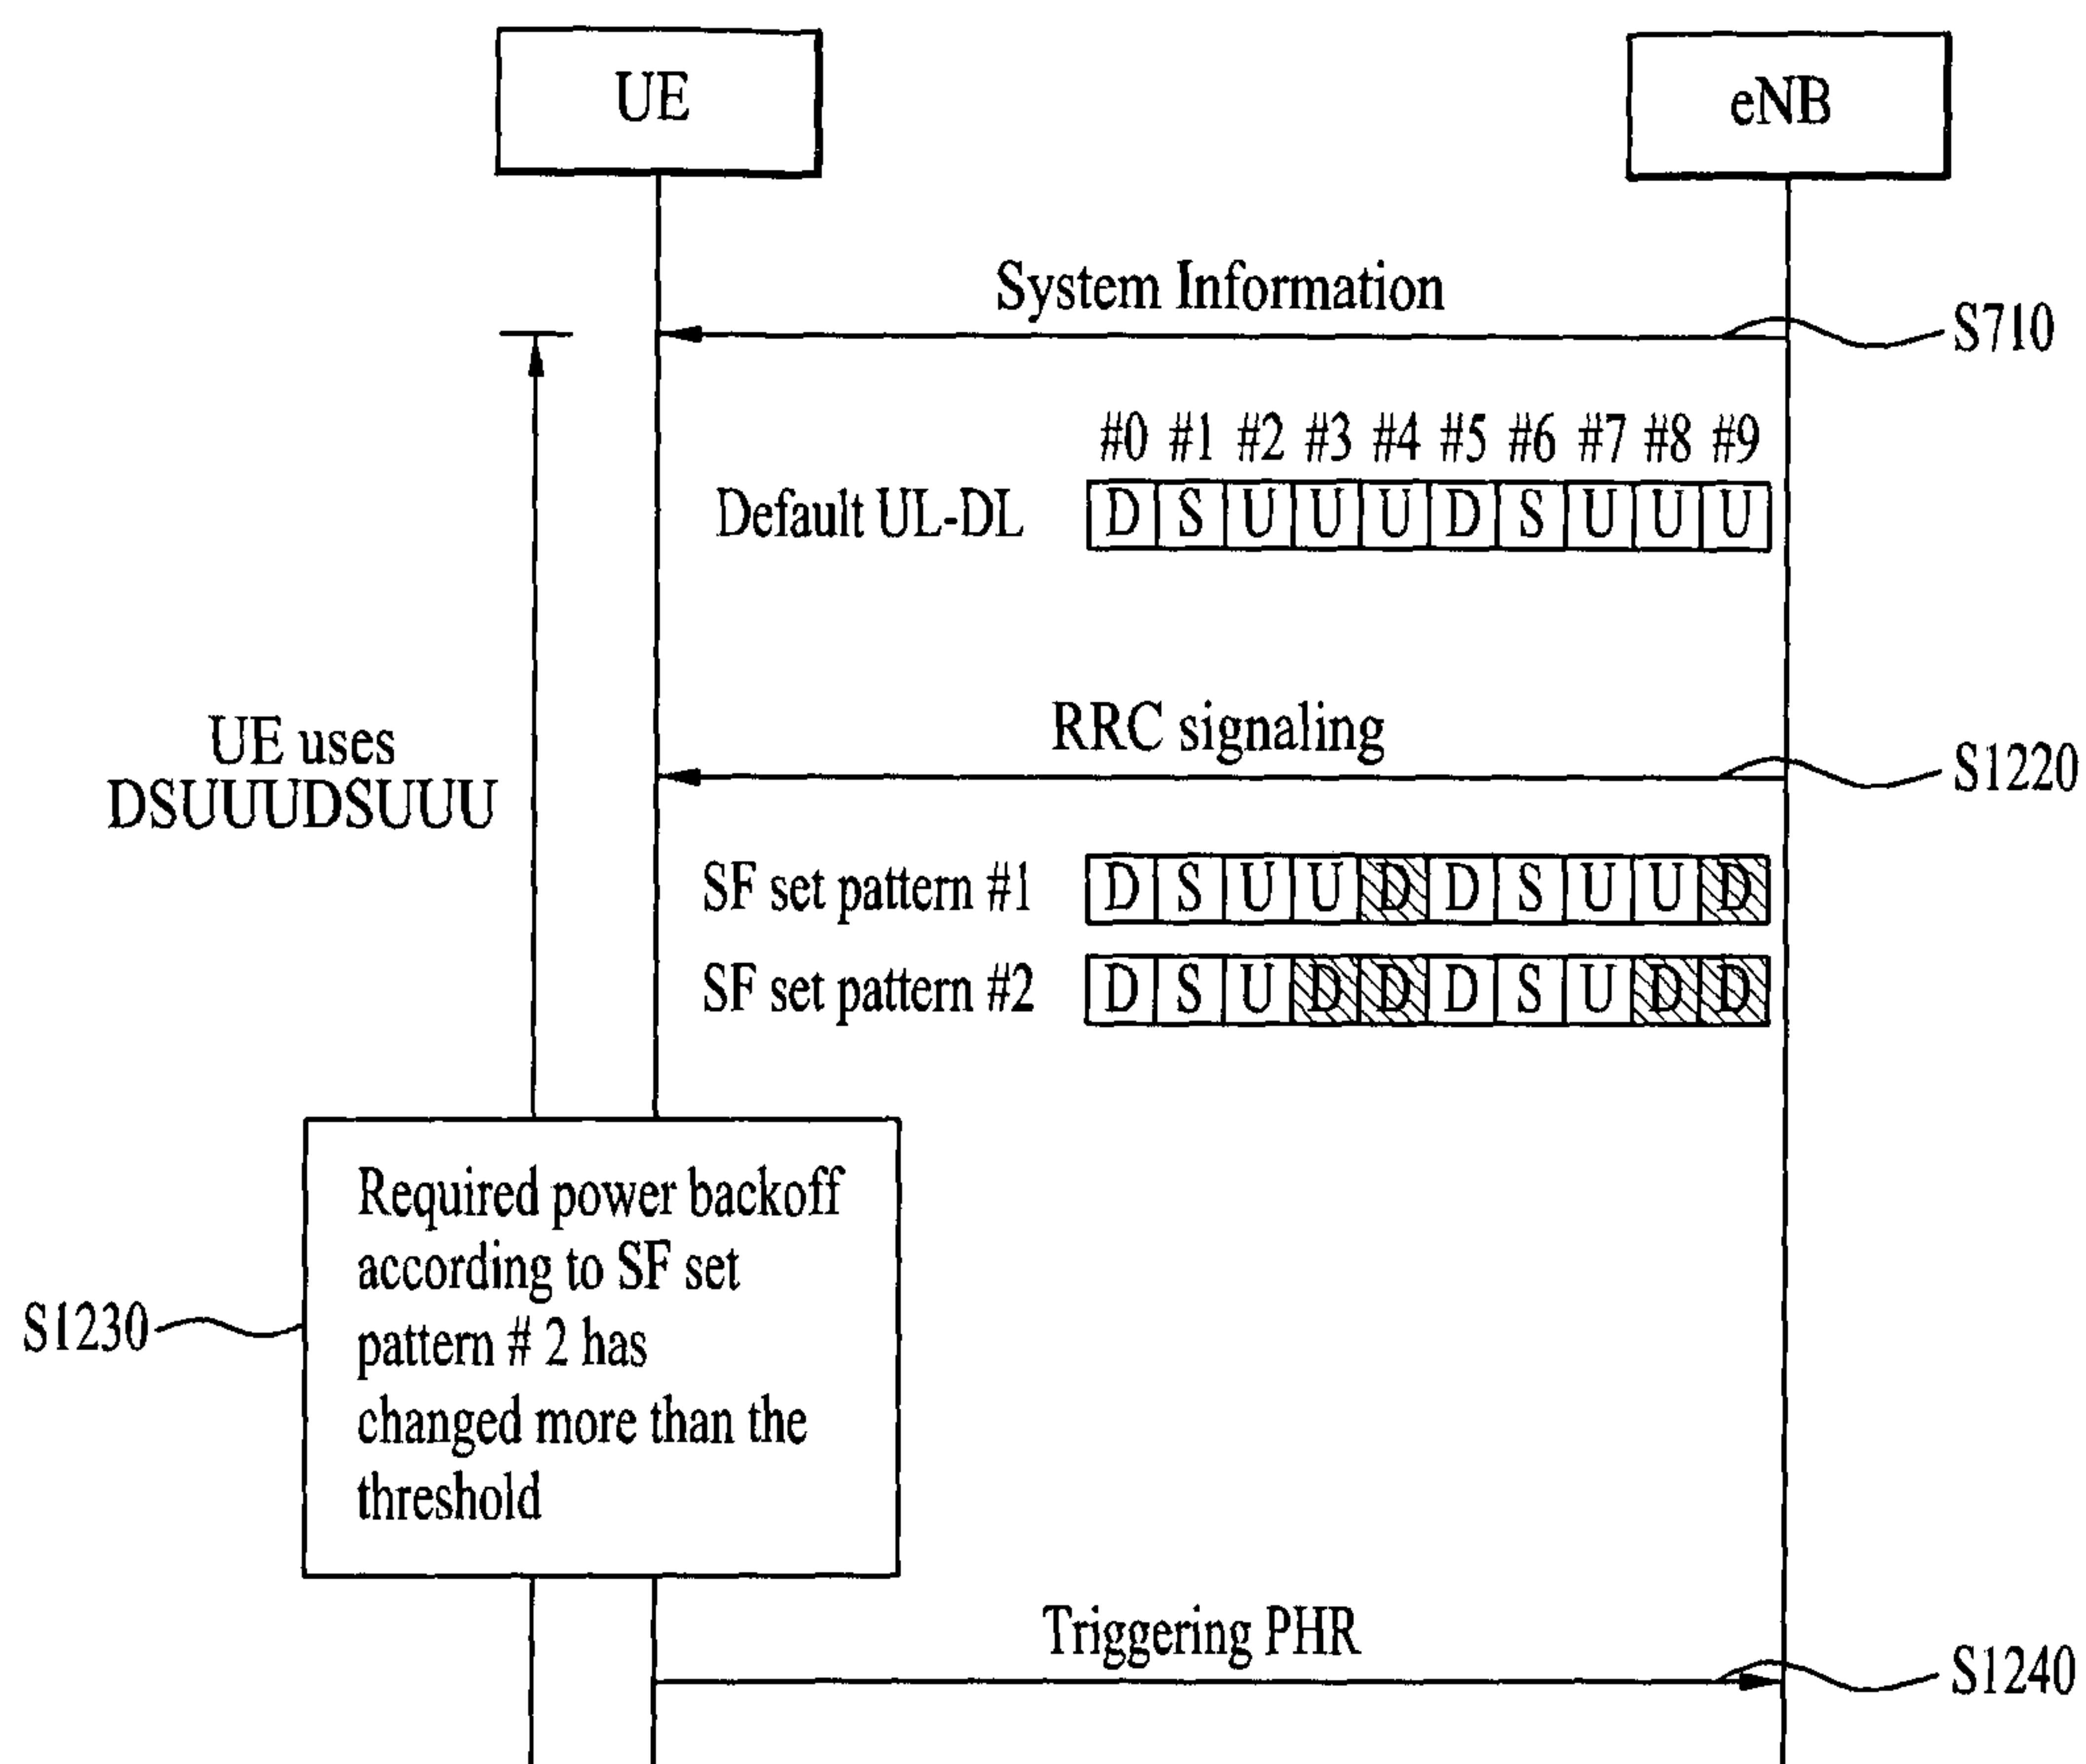 UE
eNB
System Information
S710
#0 #1 #2 #3 #4 #5 #6 #7 #8 #9
Default UL-DL D S U U U D S U U U
RRC signaling
S1220
UE uses
DSUUUDSUUU
SF set pattern #1 D S U U D D S U U D
SF set pattern #2 D S U D D D S U D D
Required power backoff
according to SF set
pattern # 2 has
changed more than the
threshold
S1230
Triggering PHR
S1240